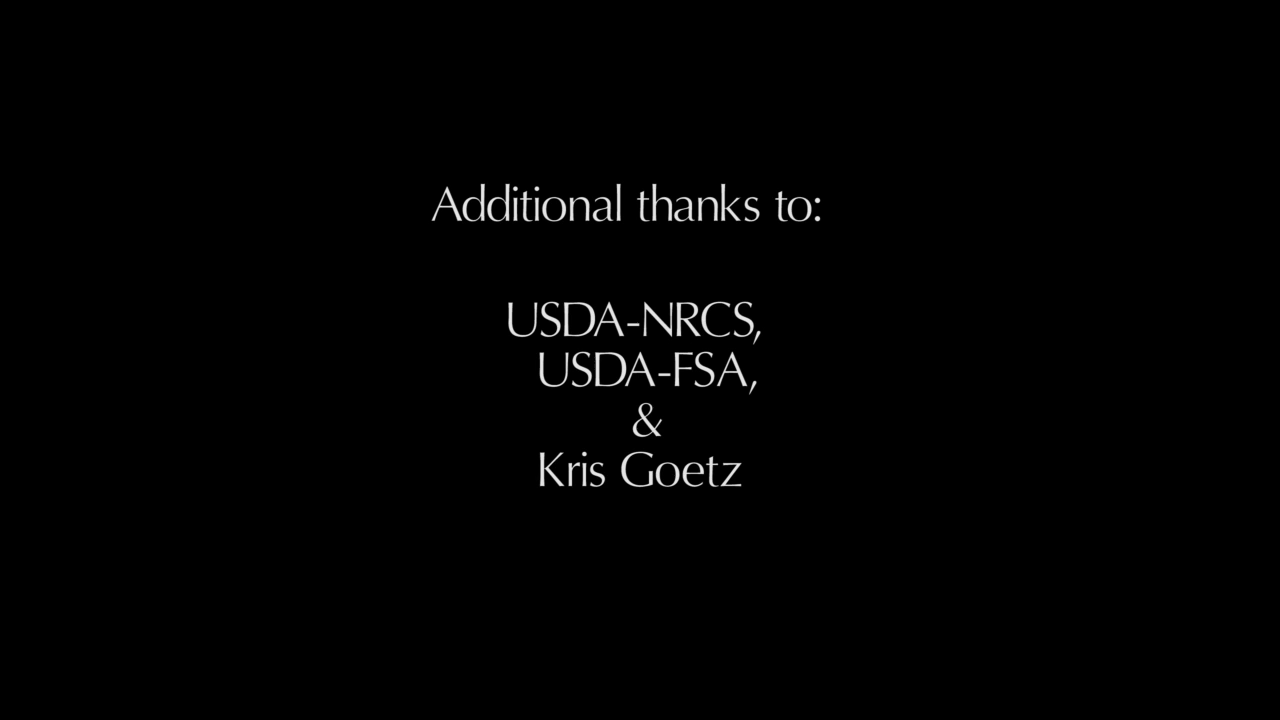 Additional thanks to:
USDA-NRCS,
USDA-FSA,
&
Kris Goetz